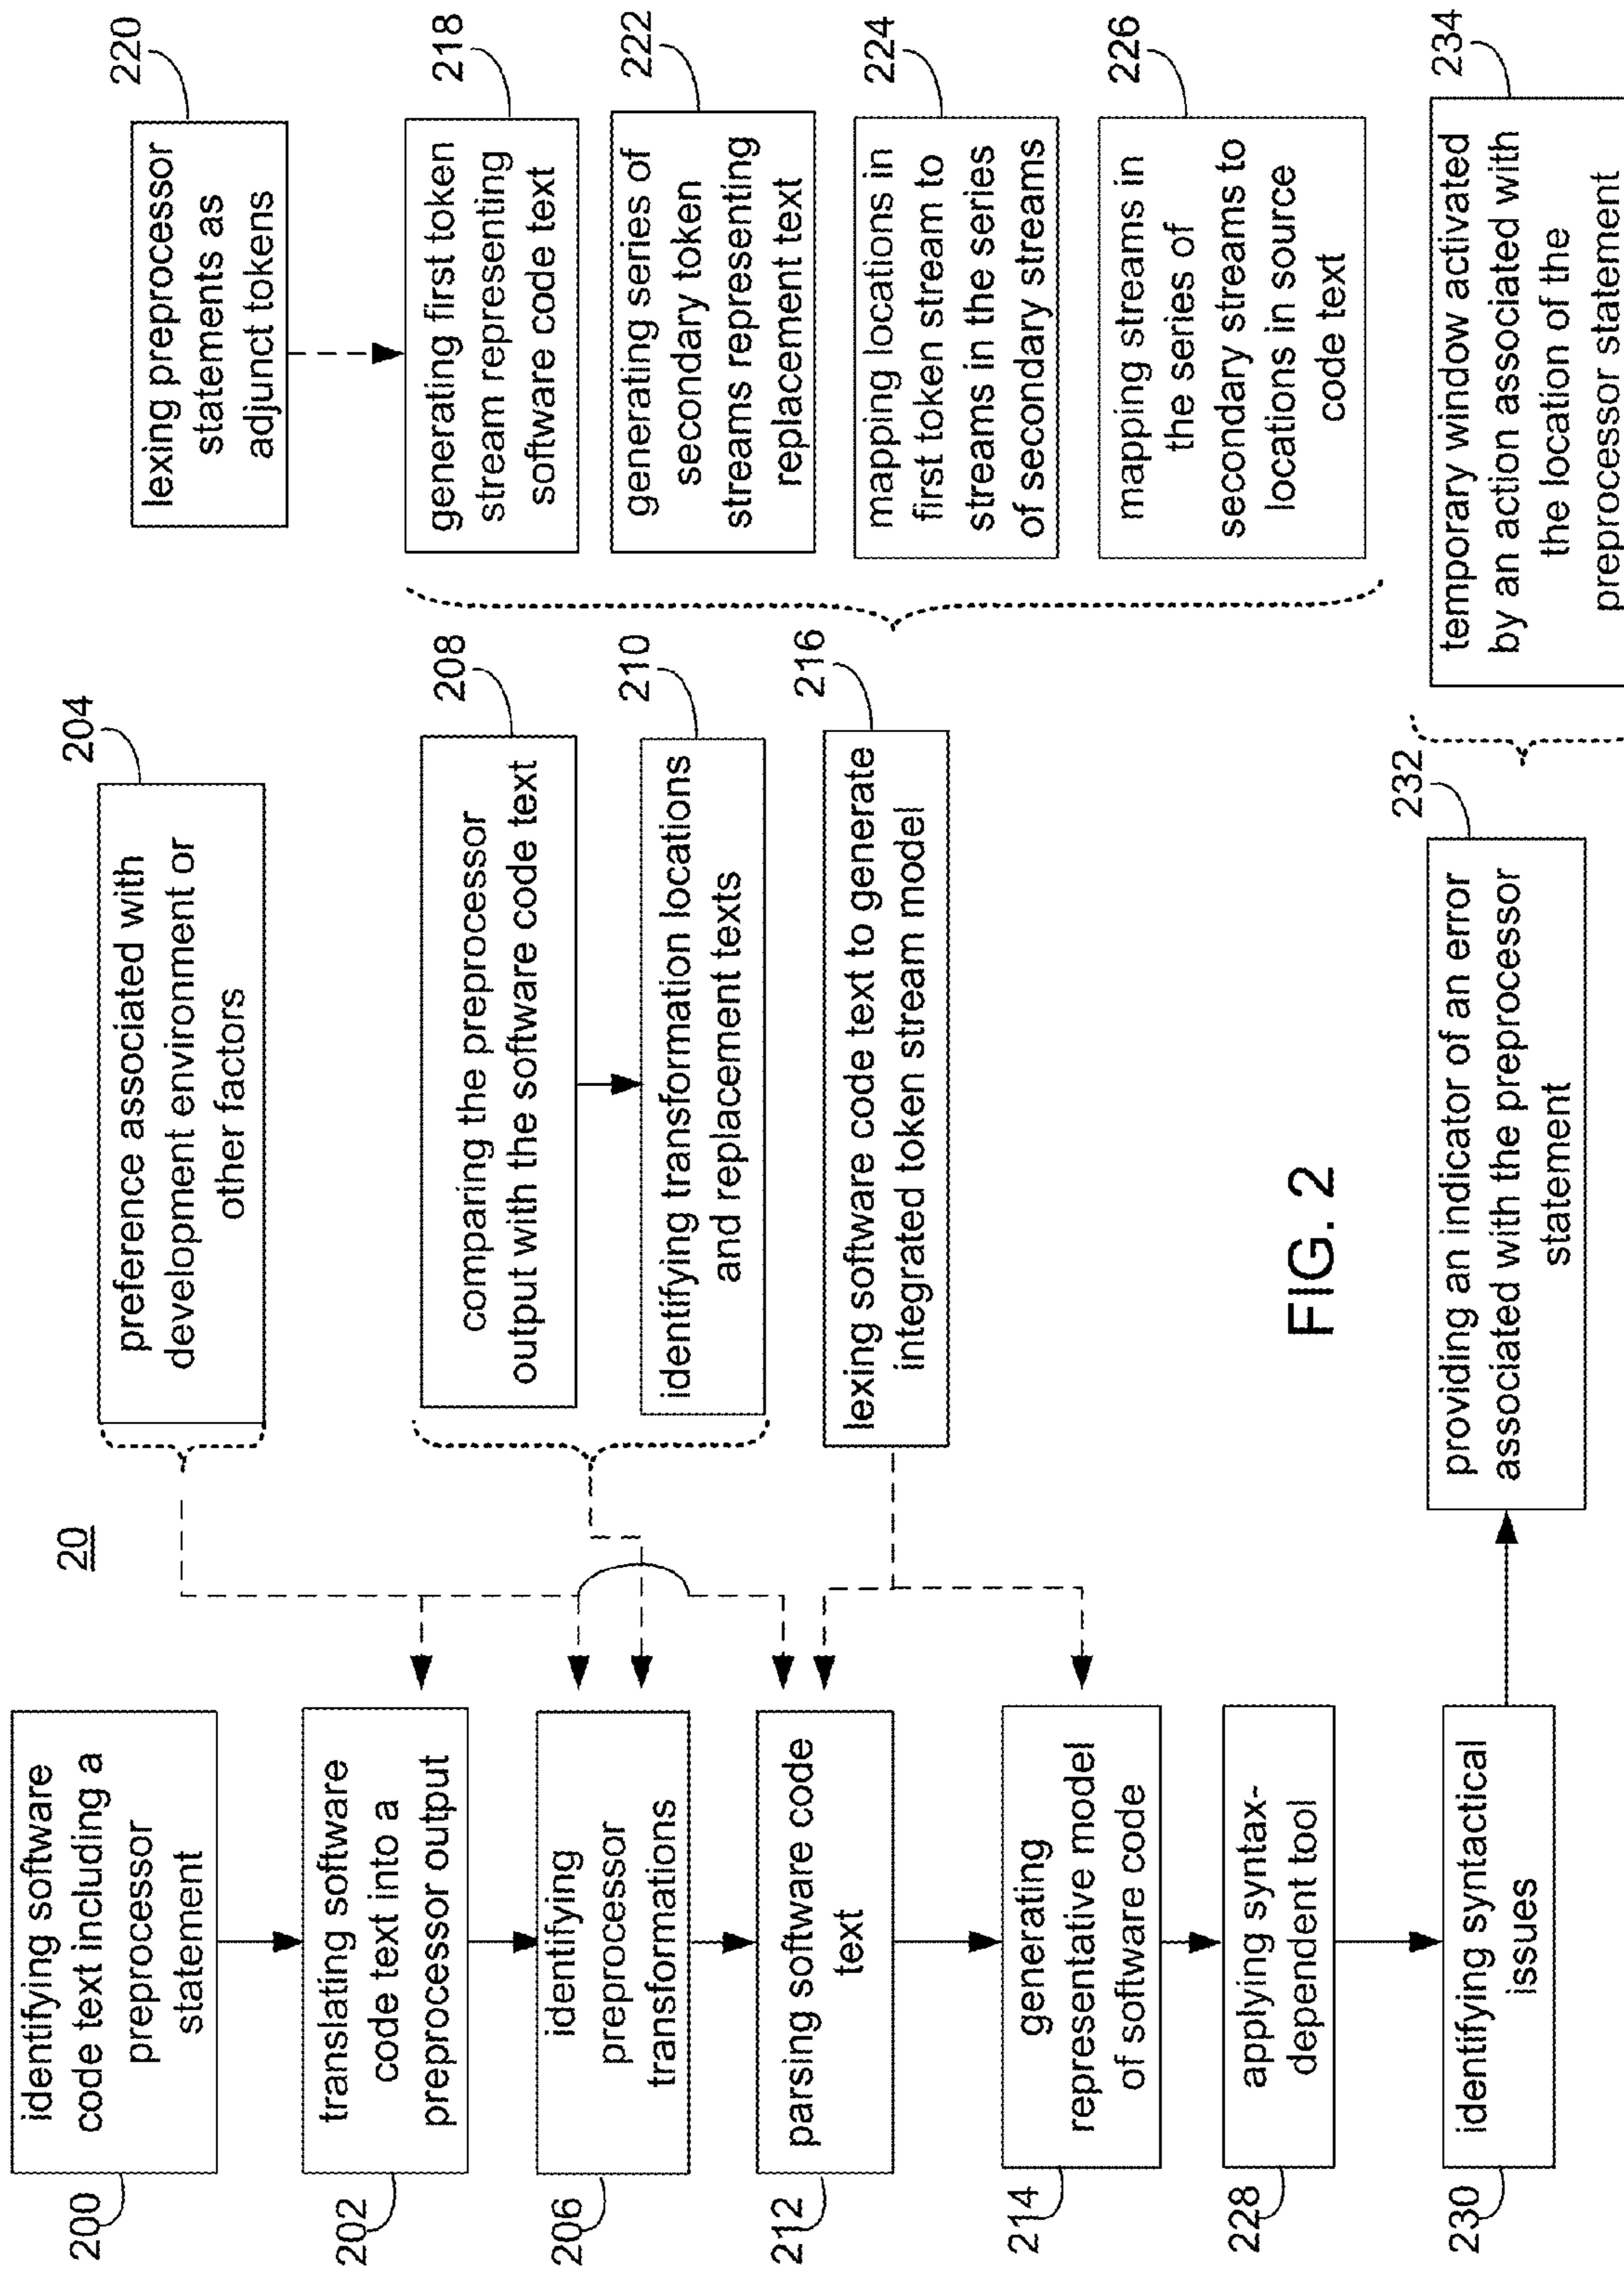 20
200
identifying software
code text including a
preprocessor
statement
202
translating software
code text into a
preprocessor output
204
preference associated with
development environment or
other factors
206
identifying
preprocessor
transformations
208
comparing the preprocessor
output with the software code text
210
identifying transformation locations
and replacement texts
212
parsing software code
text
214
generating
representative model
of software code
216
lexing software code text to generate
integrated token stream model
220
lexing preprocessor
statements as
adjunct tokens
218
generating first token
stream representing
software code text
222
generating series of
secondary token
streams representing
replacement text
224
mapping locations in
first token stream to
streams in the series
of secondary streams
226
mapping streams in
the series of
secondary streams to
locations in source
code text
228
applying syntax-
dependent tool
230
identifying syntactical
issues
232
providing an indicator of an error
associated with the preprocessor
statement
234
temporary window activated
by an action associated with
the location of the
preprocessor statement
FIG. 2